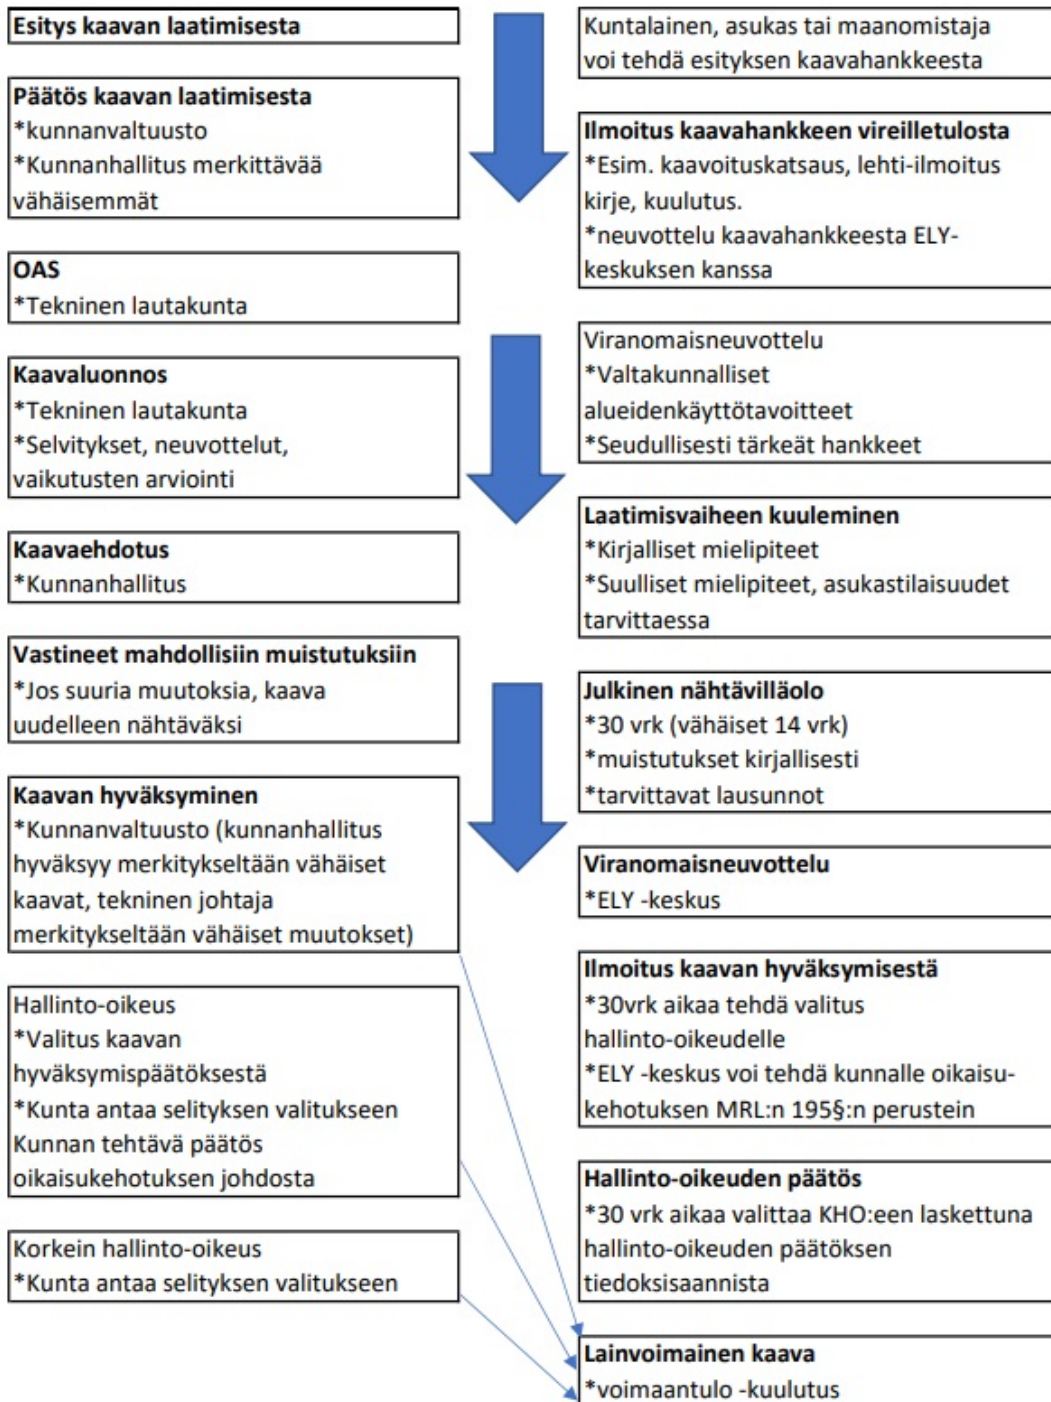 Esitys kaavan laatimisesta
Päätös kaavan laatimisesta
*kunnanvaltuusto
*Kunnanhallitus merkittävää
vähäisemmät
OAS
*Tekninen lautakunta
Kaavaluonnos
*Tekninen lautakunta
*Selvitykset, neuvottelut,
vaikutusten arviointi
Kaavaehdotus
*Kunnanhallitus
Vastineet mahdollisiin muistutuksiin
*Jos suuria muutoksia, kaava
uudelleen nähtäväksi
Kaavan hyväksyminen
*Kunnanvaltuusto (kunnanhallitus
hyväksyy merkitykseltään vähäiset
kaavat, tekninen johtaja
merkitykseltään vähäiset muutokset)
Hallinto-oikeus
*Valitus kaavan
hyväksymispäätöksestä
*Kunta antaa selityksen valitukseen
Kunnan tehtävä päätös
oikaisukehotuksen johdosta
Korkein hallinto-oikeus
*Kunta antaa selityksen valitukseen
Kuntalainen, asukas tai maanomistaja
voi tehdä esityksen kaavahankkeesta
Ilmoitus kaavahankkeen vireilletulosta
*Esim. kaavoituskatsaus, lehti-ilmoitus
kirje, kuulutus.
*neuvottelu kaavahankkeesta ELY-
keskuksen kanssa
Viranomaisneuvottelu
*Valtakunnalliset
alueidenkäyttötavoitteet
*Seudullisesti tärkeät hankkeet
Laatimisvaiheen kuuleminen
*Kirjalliset mielipiteet
*Suulliset mielipiteet, asukastilaisuudet
tarvittaessa
Julkinen nähtävilläolo
*30 vrk (vähäiset 14 vrk)
*muistutukset kirjallisesti
*tarvittavat lausunnot
Viranomaisneuvottelu
*ELY -keskus
Ilmoitus kaavan hyväksymisestä
*30vrk aikaa tehdä valitus
hallinto-oikeudelle
*ELY -keskus voi tehdä kunnalle oikaisu-
kehotuksen MRL:n 195§:n perustein
Hallinto-oikeuden päätös
*30 vrk aikaa valittaa KHO:een laskettuna
hallinto-oikeuden päätöksen
tiedoksisaannista
Lainvoimainen kaava
*voimaantulo -kuulutus